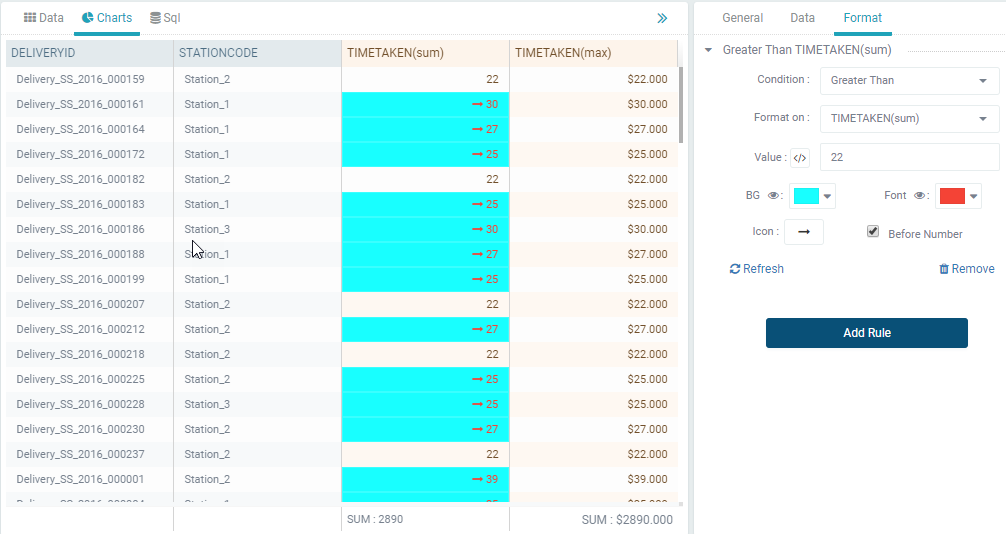 Data Charts Sql
DELIVERYID STATIONCODE TIMETAKEN(sum) TIMETAKEN(max)
Delivery_SS_2016_000159 Station_2 22 $22.000
Delivery_SS_2016_000161 Station_1 → 30 $30.000
Delivery_SS_2016_000164 Station_1 → 27 $27.000
Delivery_SS_2016_000172 Station_1 → 25 $25.000
Delivery_SS_2016_000182 Station_2 22 $22.000
Delivery_SS_2016_000183 Station_1 → 25 $25.000
Delivery_SS_2016_000186 Station_3 → 30 $30.000
Delivery_SS_2016_000188 Station_1 → 27 $27.000
Delivery_SS_2016_000199 Station_1 → 25 $25.000
Delivery_SS_2016_000207 Station_2 22 $22.000
Delivery_SS_2016_000212 Station_2 → 27 $27.000
Delivery_SS_2016_000218 Station_2 22 $22.000
Delivery_SS_2016_000225 Station_2 → 25 $25.000
Delivery_SS_2016_000228 Station_3 → 25 $25.000
Delivery_SS_2016_000230 Station_2 → 27 $27.000
Delivery_SS_2016_000237 Station_2 22 $22.000
Delivery_SS_2016_000001 Station_2 → 39 $39.000
SUM : 2890 SUM : $2890.000
General Data Format
Greater Than TIMETAKEN(sum)
Condition : Greater Than
Format on : TIMETAKEN(sum)
Value : </> 22
BG : Font :
Icon : → Before Number
Refresh Remove
Add Rule